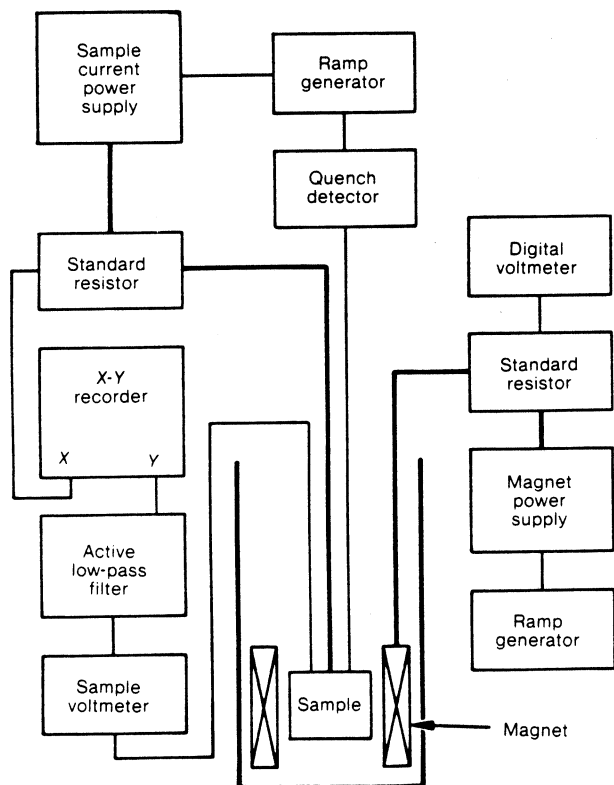 Sample
current
power
supply
Ramp
generator
Quench
detector
Standard
resistor
Digital
voltmeter
X-Y
recorder
X
Y
Standard
resistor
Active
low-pass
filter
Magnet
power
supply
Sample
voltmeter
Sample
Ramp
generator
Magnet